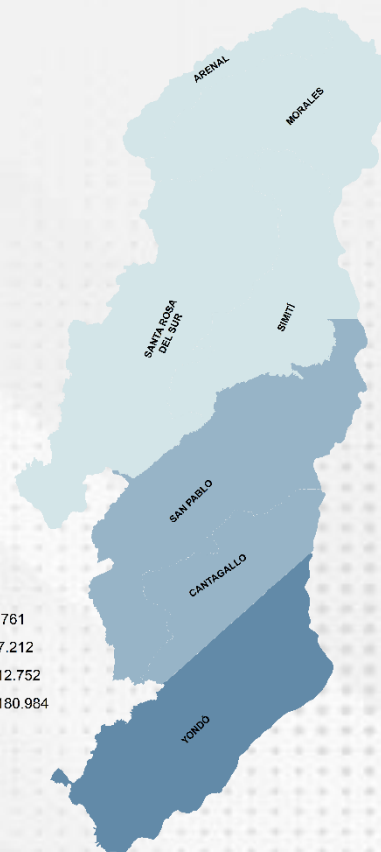 ARENAL
MORALES
SANTA ROSA
DEL SUR
SIMITÍ
SAN PABLO
CANTAGALLO
YONDÓ